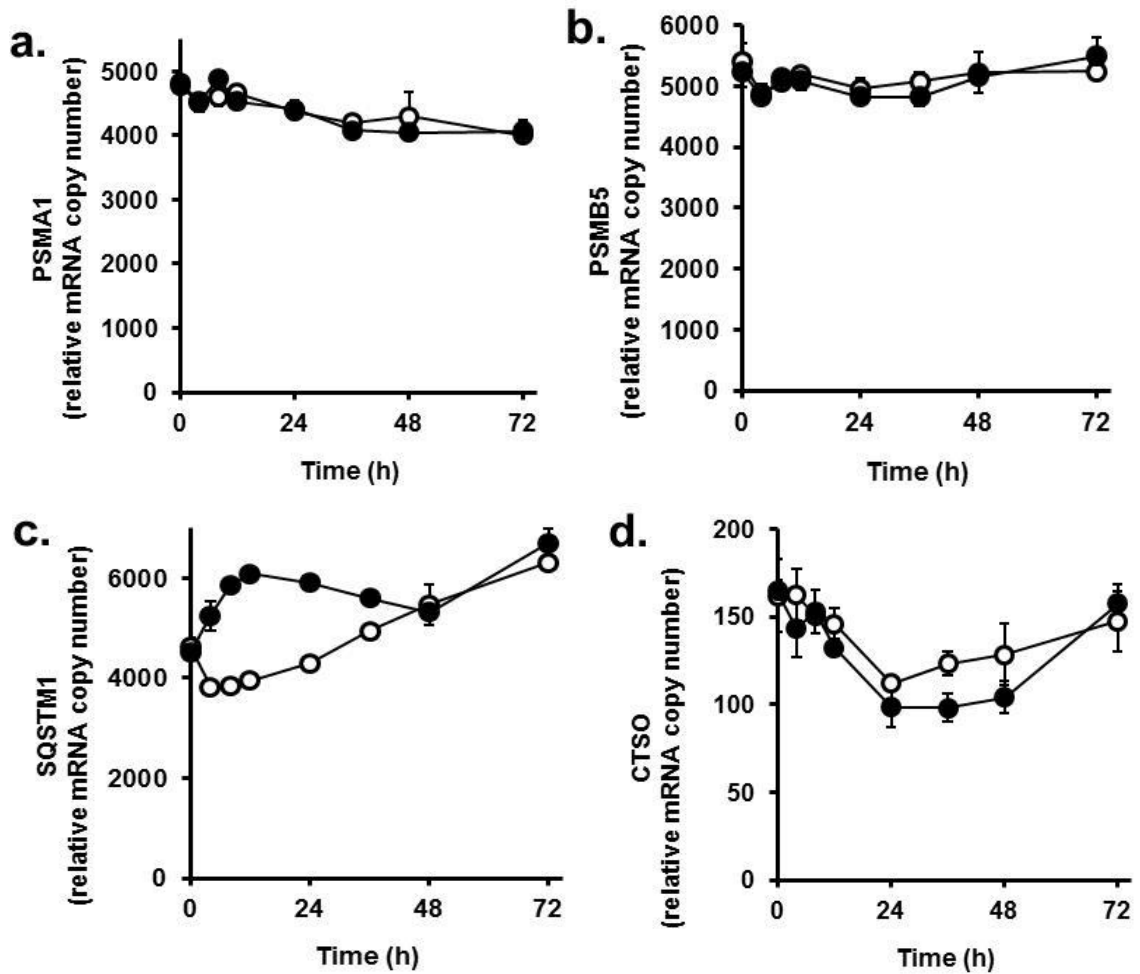 a.
PSMA1
(relative mRNA copy number)
5000
4000
3000
2000
1000
0
0 24 48 72
Time (h)
b.
PSMB5
(relative mRNA copy number)
6000
5000
4000
3000
2000
1000
0
0 24 48 72
Time (h)
c.
SQSTM1
(relative mRNA copy number)
6000
4000
2000
0
0 24 48 72
Time (h)
d.
CTSO
(relative mRNA copy number)
200
150
100
50
0
0 24 48 72
Time (h)